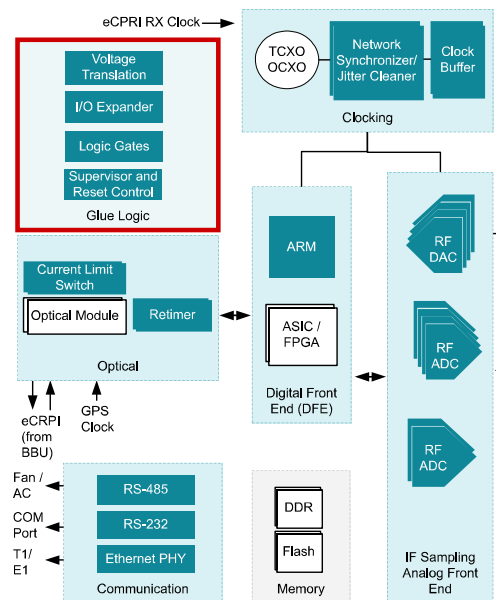 eCPRI RX Clock
TCXO
OCXO
Network
Synchronizer/
Jitter Cleaner
Clock
Buffer
Clocking
Voltage
Translation
I/O Expander
Logic Gates
Supervisor and
Reset Control
Glue Logic
Current Limit
Switch
Optical Module
Retimer
Optical
ARM
ASIC /
FPGA
Digital Front
End (DFE)
RF
DAC
RF
ADC
RF
ADC
IF Sampling
Analog Front
End
eCRPI
(from
BBU)
GPS
Clock
Fan /
AC
COM
Port
T1/
E1
RS-485
RS-232
Ethernet PHY
Communication
DDR
Flash
Memory